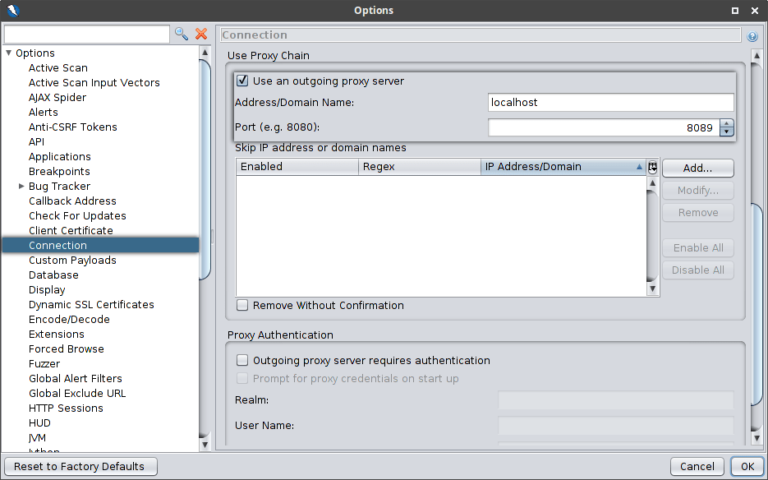 Options
Options
Active Scan
Active Scan Input Vectors
AJAX Spider
Alerts
Anti-CSRF Tokens
API
Applications
Breakpoints
Bug Tracker
Callback Address
Check For Updates
Client Certificate
Connection
Custom Payloads
Database
Display
Dynamic SSL Certificates
Encode/Decode
Extensions
Forced Browse
Fuzzer
Global Alert Filters
Global Exclude URL
HTTP Sessions
HUD
JVM
Connection
Use Proxy Chain
Use an outgoing proxy server
Address/Domain Name: localhost
Port (e.g. 8080): 8089
Skip IP address or domain names
Enabled Regex IP Address/Domain
Add...
Modify...
Remove
Enable All
Disable All
Remove Without Confirmation
Proxy Authentication
Outgoing proxy server requires authentication
Prompt for proxy credentials on start up
Realm:
User Name:
Reset to Factory Defaults Cancel OK